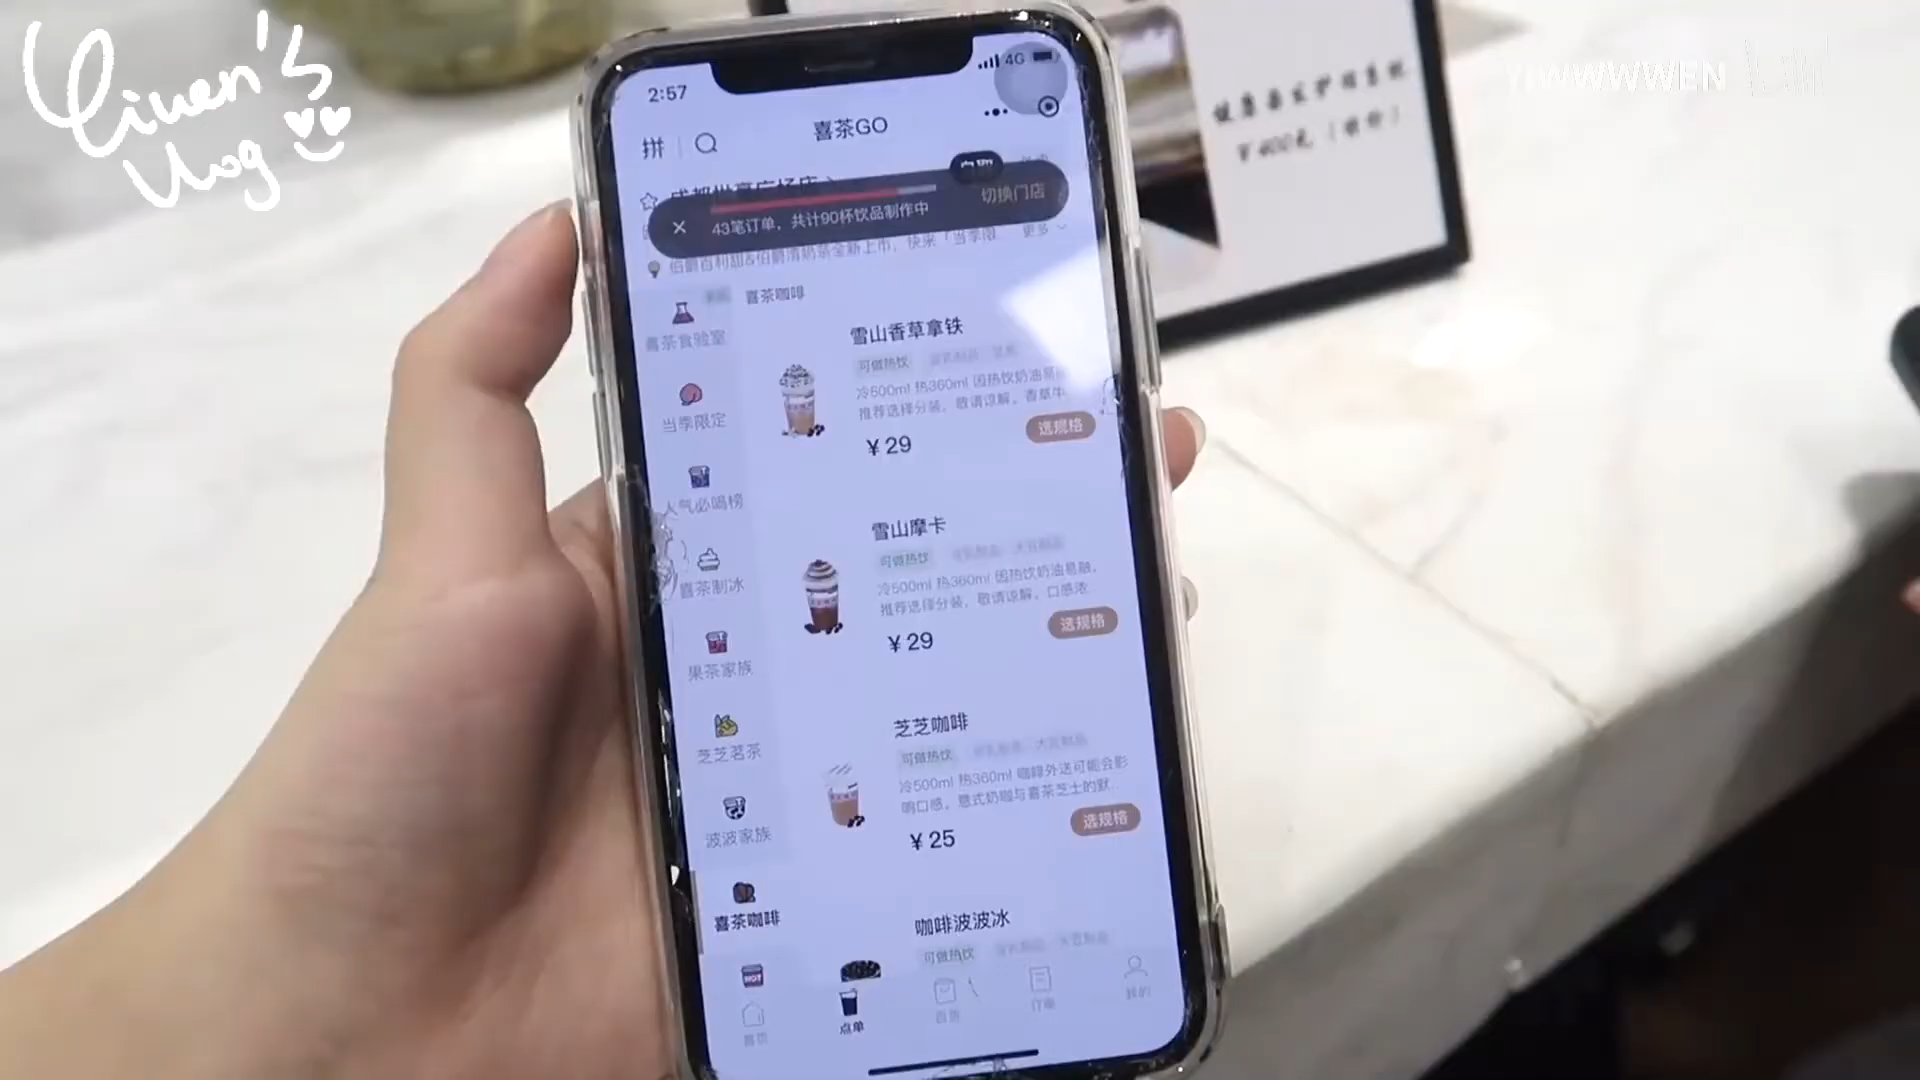 Yiwen's
Vlog
YIWWWWEN
2:57
4G
喜茶GO
拼
切换门店
43笔订单，共计90杯饮品制作中
更多
喜茶咖啡
喜茶食验室
当季限定
人气必喝榜
喜茶制冰
果茶家族
芝芝茗茶
波波家族
喜茶咖啡
雪山香草拿铁
可做热饮
冷500ml 热360ml 因热饮奶油易
推荐选择分装，敬请谅解。香草牛
¥29
选规格
雪山摩卡
可做热饮
冷500ml 热360ml 因热饮奶油易融，
推荐选择分装，敬请谅解。口感浓
¥29
选规格
芝芝咖啡
可做热饮
冷500ml 热360ml 咖啡外送可能会影
响口感。意式奶咖与喜茶芝士的默...
¥25
选规格
咖啡波波冰
可做热饮
HOT
首页
点单
百货
订单
我的